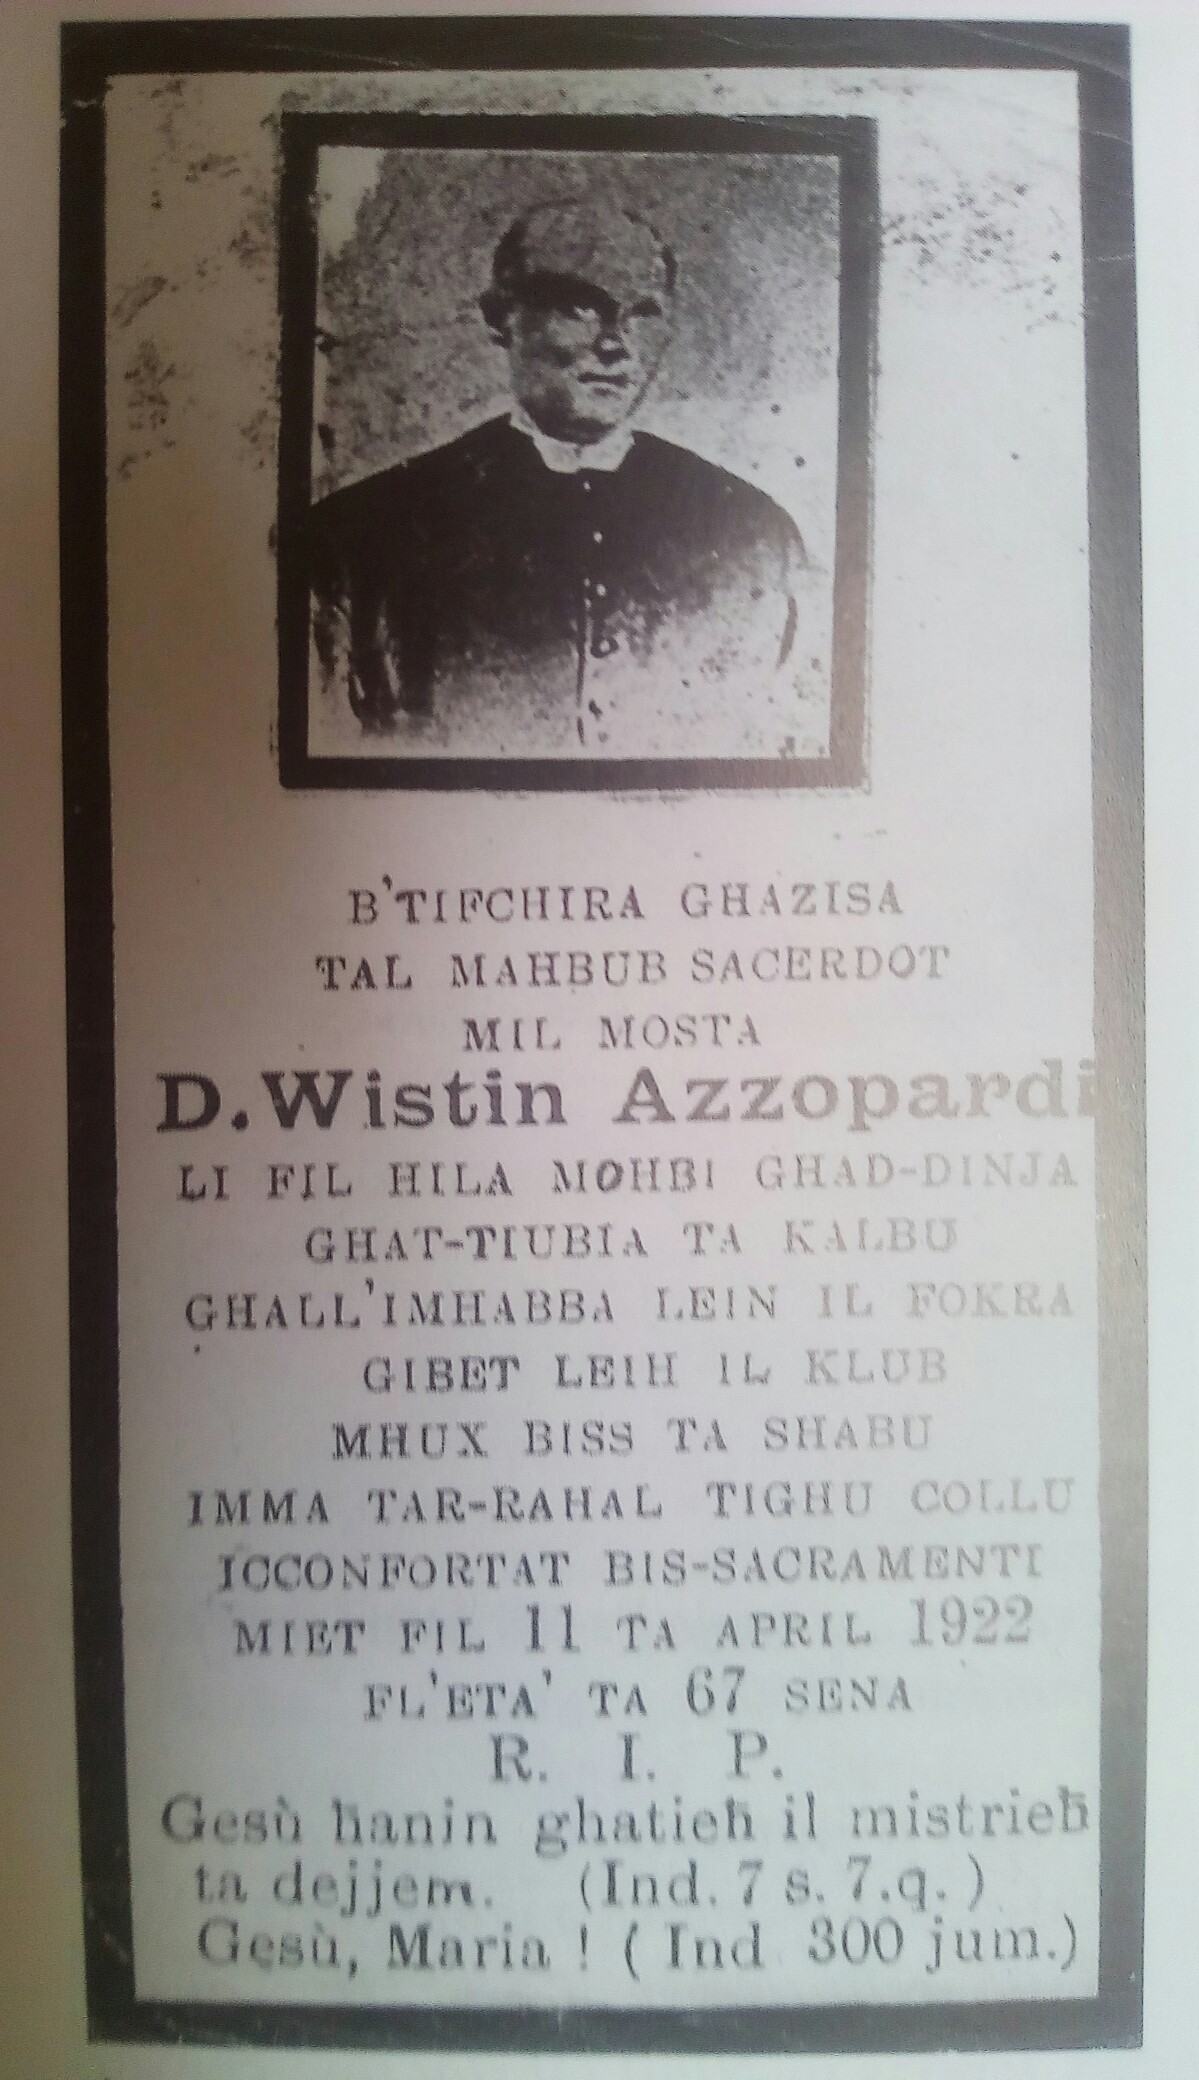 B'TIFCHIRA GHAZISA
TAL MAHBUB SACERDOT
MIL MOSTA
D. Wistin Azzopardi
LI FIL HILA MOHBI GHAD-DINJA
GHAT-TIUBIA TA KALBU
GHALL'IMHABBA LEIN IL FOKRA
GIBET LEIH IL KLUB
MHUX BISS TA SHABU
IMMA TAR-RAHAL TIGHU COLLU
ICCONFORTAT BIS-SACRAMENTI
MIET FIL 11 TA APRIL 1922
FL'ETA' TA 67 SENA
R. I. P.
Gesù ħanin ghatieħ il mistrieħ
ta dejjem. (Ind. 7 s. 7.q.)
Gesù, Maria ! ( Ind 300 jum.)